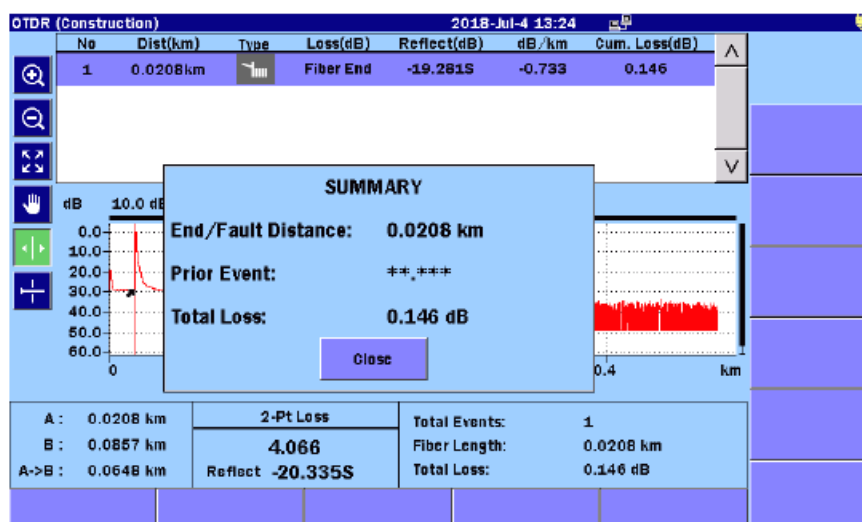 OTDR (Construction) 2018-Jul-4 13:24
No Dist(km) Type Loss(dB) Reflect(dB) dB/km Cum. Loss(dB)
1 0.0208km Fiber End -19.281S -0.733 0.146
SUMMARY
End/Fault Distance: 0.0208 km
Prior Event: **.***
Total Loss: 0.146 dB
Close
dB 10.0
0.0
10.0
20.0
30.0
40.0
50.0
60.0
0 0.4 km
A: 0.0208 km
B: 0.0857 km
A->B: 0.0648 km
2-Pt Loss
4.066
Reflect -20.335S
Total Events: 1
Fiber Length: 0.0208 km
Total Loss: 0.146 dB